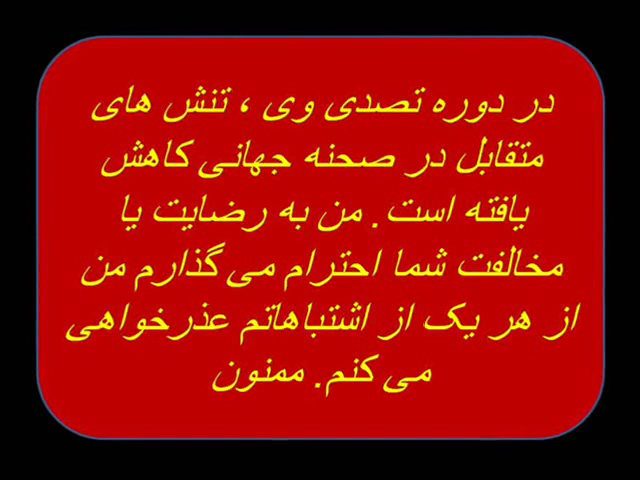 در دوره تصدی وی ، تنش های
متقابل در صحنه جهانی کاهش
یافته است. من به رضایت یا
مخالفت شما احترام می گذارم من
از هر یک از اشتباهاتم عذرخواهی
می کنم. ممنون